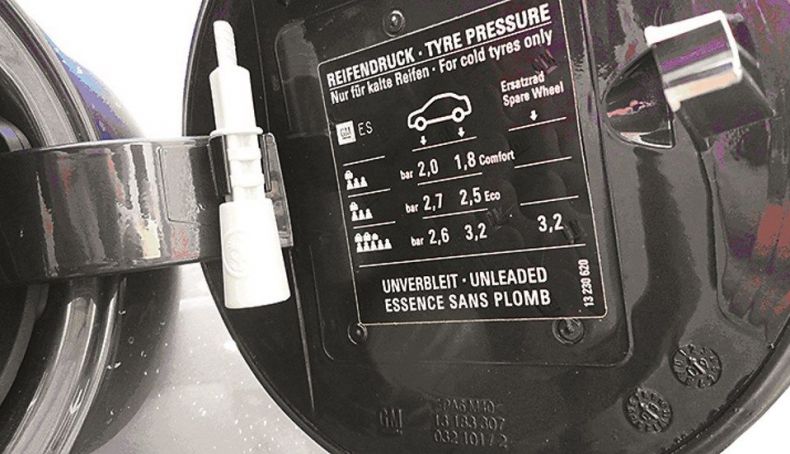 REIFENDRUCK · TYRE PRESSURE
Nur für kalte Reifen · For cold tyres only
Ersatzrad
Spare Wheel
GM ES
bar 2,0 1,8 Comfort
bar 2,7 2,5 Eco
bar 2,6 3,2 3,2
UNVERBLEIT · UNLEADED
ESSENCE SANS PLOMB
13 230 620
GM
13 183 307
032 101 / 2